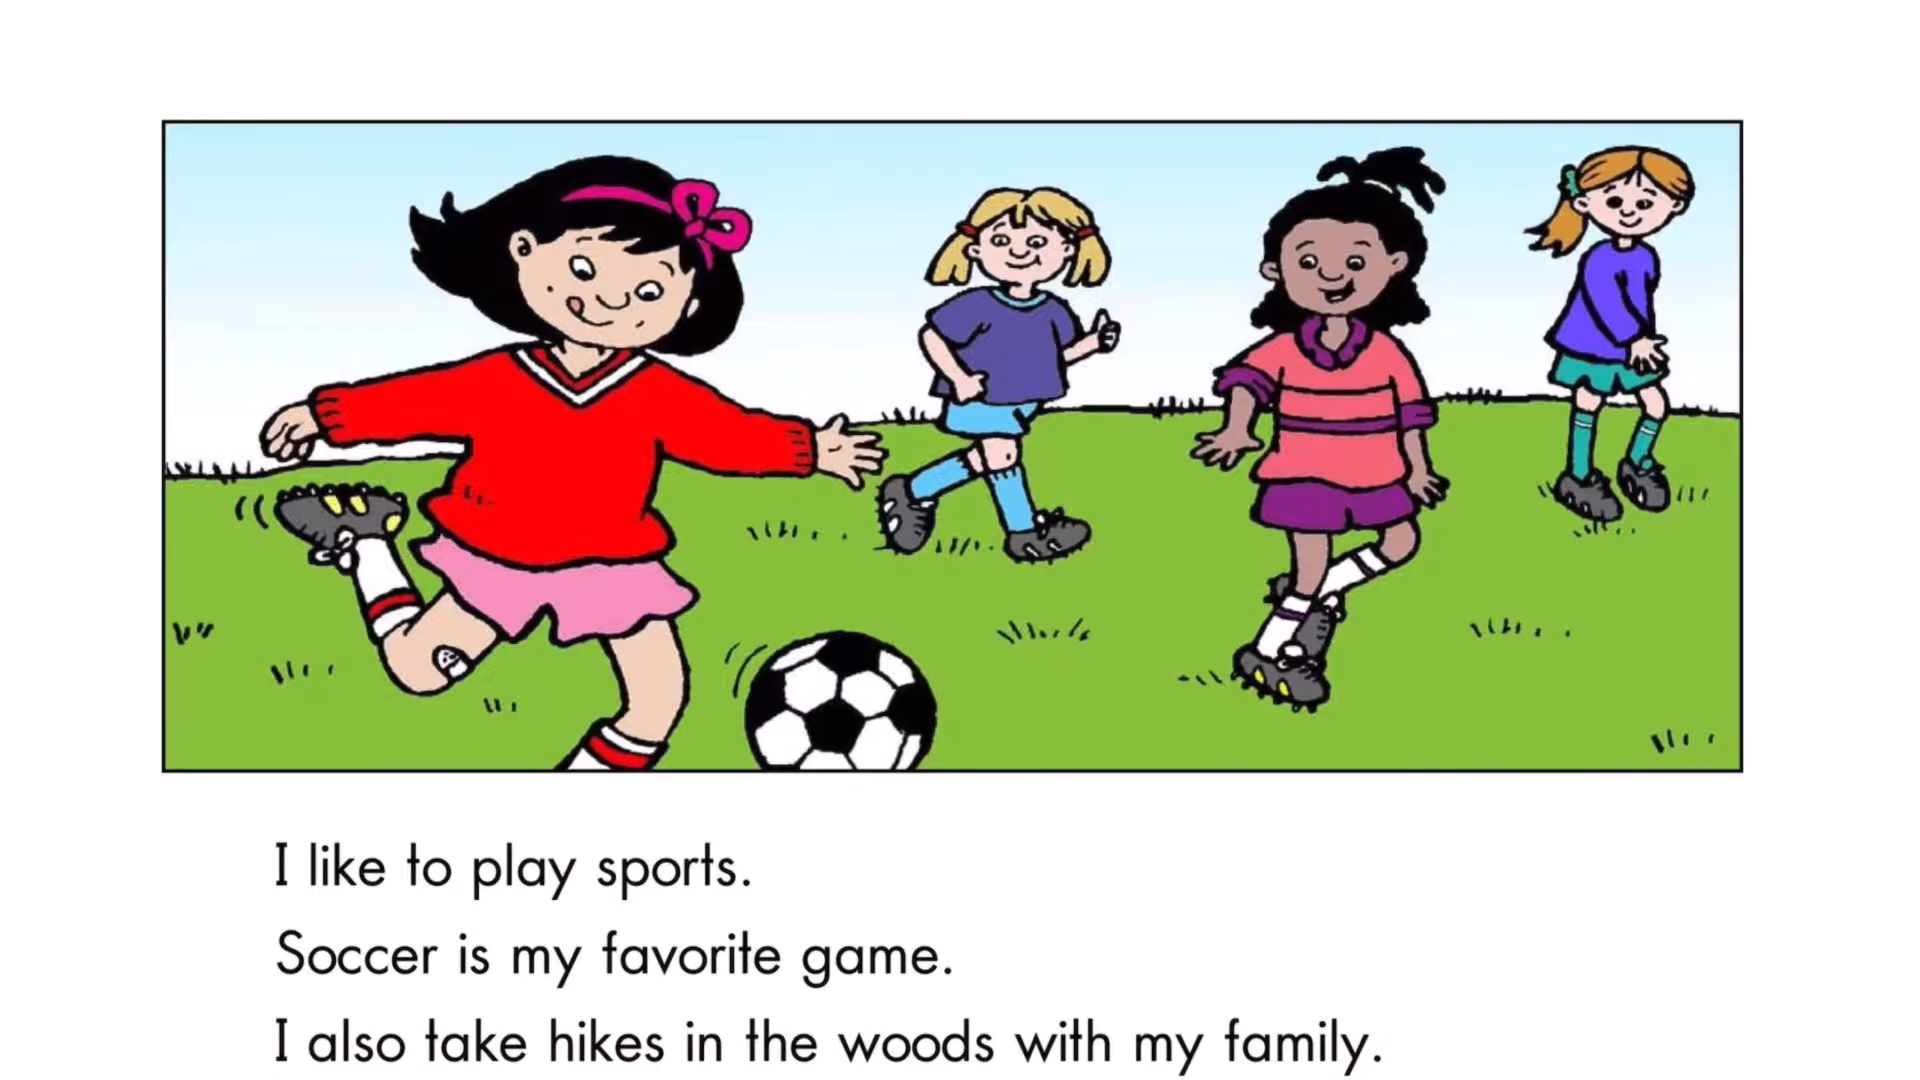 I like to play sports.
Soccer is my favorite game.
I also take hikes in the woods with my family.